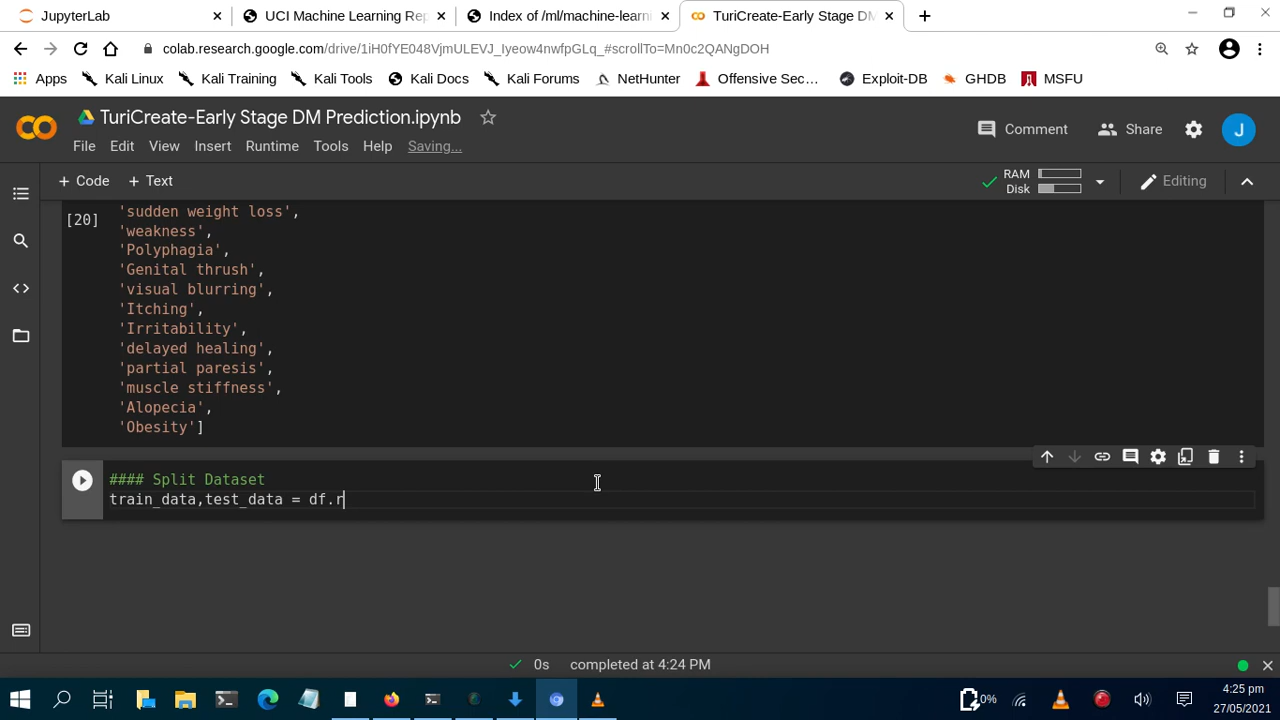 JupyterLab
UCI Machine Learning Rep
Index of /ml/machine-learni
TuriCreate-Early Stage DM
colab.research.google.com/drive/1iH0fYE048VjmULEVJ_Iyeow4nwfpGLq_#scrollTo=Mn0c2QANgDOH
Apps
Kali Linux
Kali Training
Kali Tools
Kali Docs
Kali Forums
NetHunter
Offensive Sec...
Exploit-DB
GHDB
MSFU
TuriCreate-Early Stage DM Prediction.ipynb
File Edit View Insert Runtime Tools Help Saving...
Comment
Share
J
+ Code + Text
RAM
Disk
Editing
[20]
'sudden weight loss',
'weakness',
'Polyphagia',
'Genital thrush',
'visual blurring',
'Itching',
'Irritability',
'delayed healing',
'partial paresis',
'muscle stiffness',
'Alopecia',
'Obesity']
#### Split Dataset
train_data,test_data = df.r
0s completed at 4:24 PM
0%
4:25 pm
27/05/2021